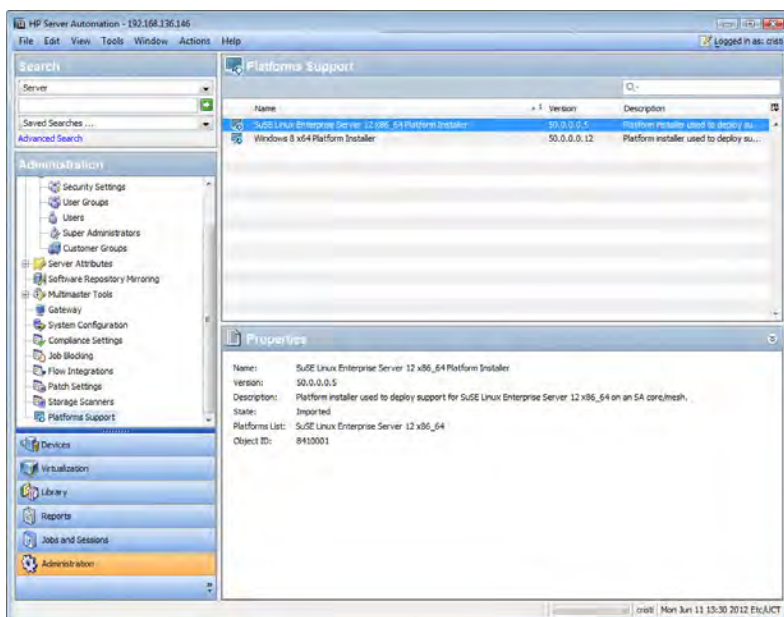 HP Server Automation - 192.168.136.146
File Edit View Tools Window Actions Help
Logged in as: cristi
Search
Server
Saved Searches ...
Advanced Search
Administration
Security Settings
User Groups
Users
Super Administrators
Customer Groups
Server Attributes
Software Repository Mirroring
Multimaster Tools
Gateway
System Configuration
Compliance Settings
Job Blocking
Flow Integrations
Patch Settings
Storage Scanners
Platforms Support
Devices
Virtualization
Library
Reports
Jobs and Sessions
Administration
Platforms Support
Name Version Description
SuSE Linux Enterprise Server 12 x86_64 Platform Installer 50.0.0.0.5 Platform installer used to deploy su...
Windows 8 x64 Platform Installer 50.0.0.0.12 Platform installer used to deploy su...
Properties
Name: SuSE Linux Enterprise Server 12 x86_64 Platform Installer
Version: 50.0.0.0.5
Description: Platform installer used to deploy support for SuSE Linux Enterprise Server 12 x86_64 on an SA core/mesh.
State: Imported
Platforms List: SuSE Linux Enterprise Server 12 x86_64
Object ID: 8410001
cristi Mon Jun 11 13:30 2012 Etc/UCT